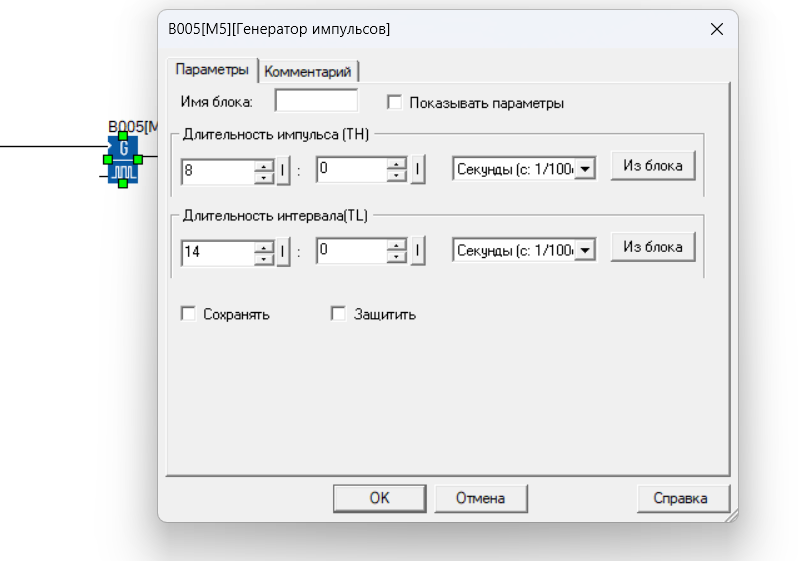 B005[M5][Генератор импульсов]
Параметры
Комментарий
Имя блока:
Показывать параметры
B005[M
G
Длительность импульса (TH)
8 : 0 Секунды (с: 1/100 Из блока
Длительность интервала(TL)
14 : 0 Секунды (с: 1/100 Из блока
Сохранять Защитить
OK Отмена Справка